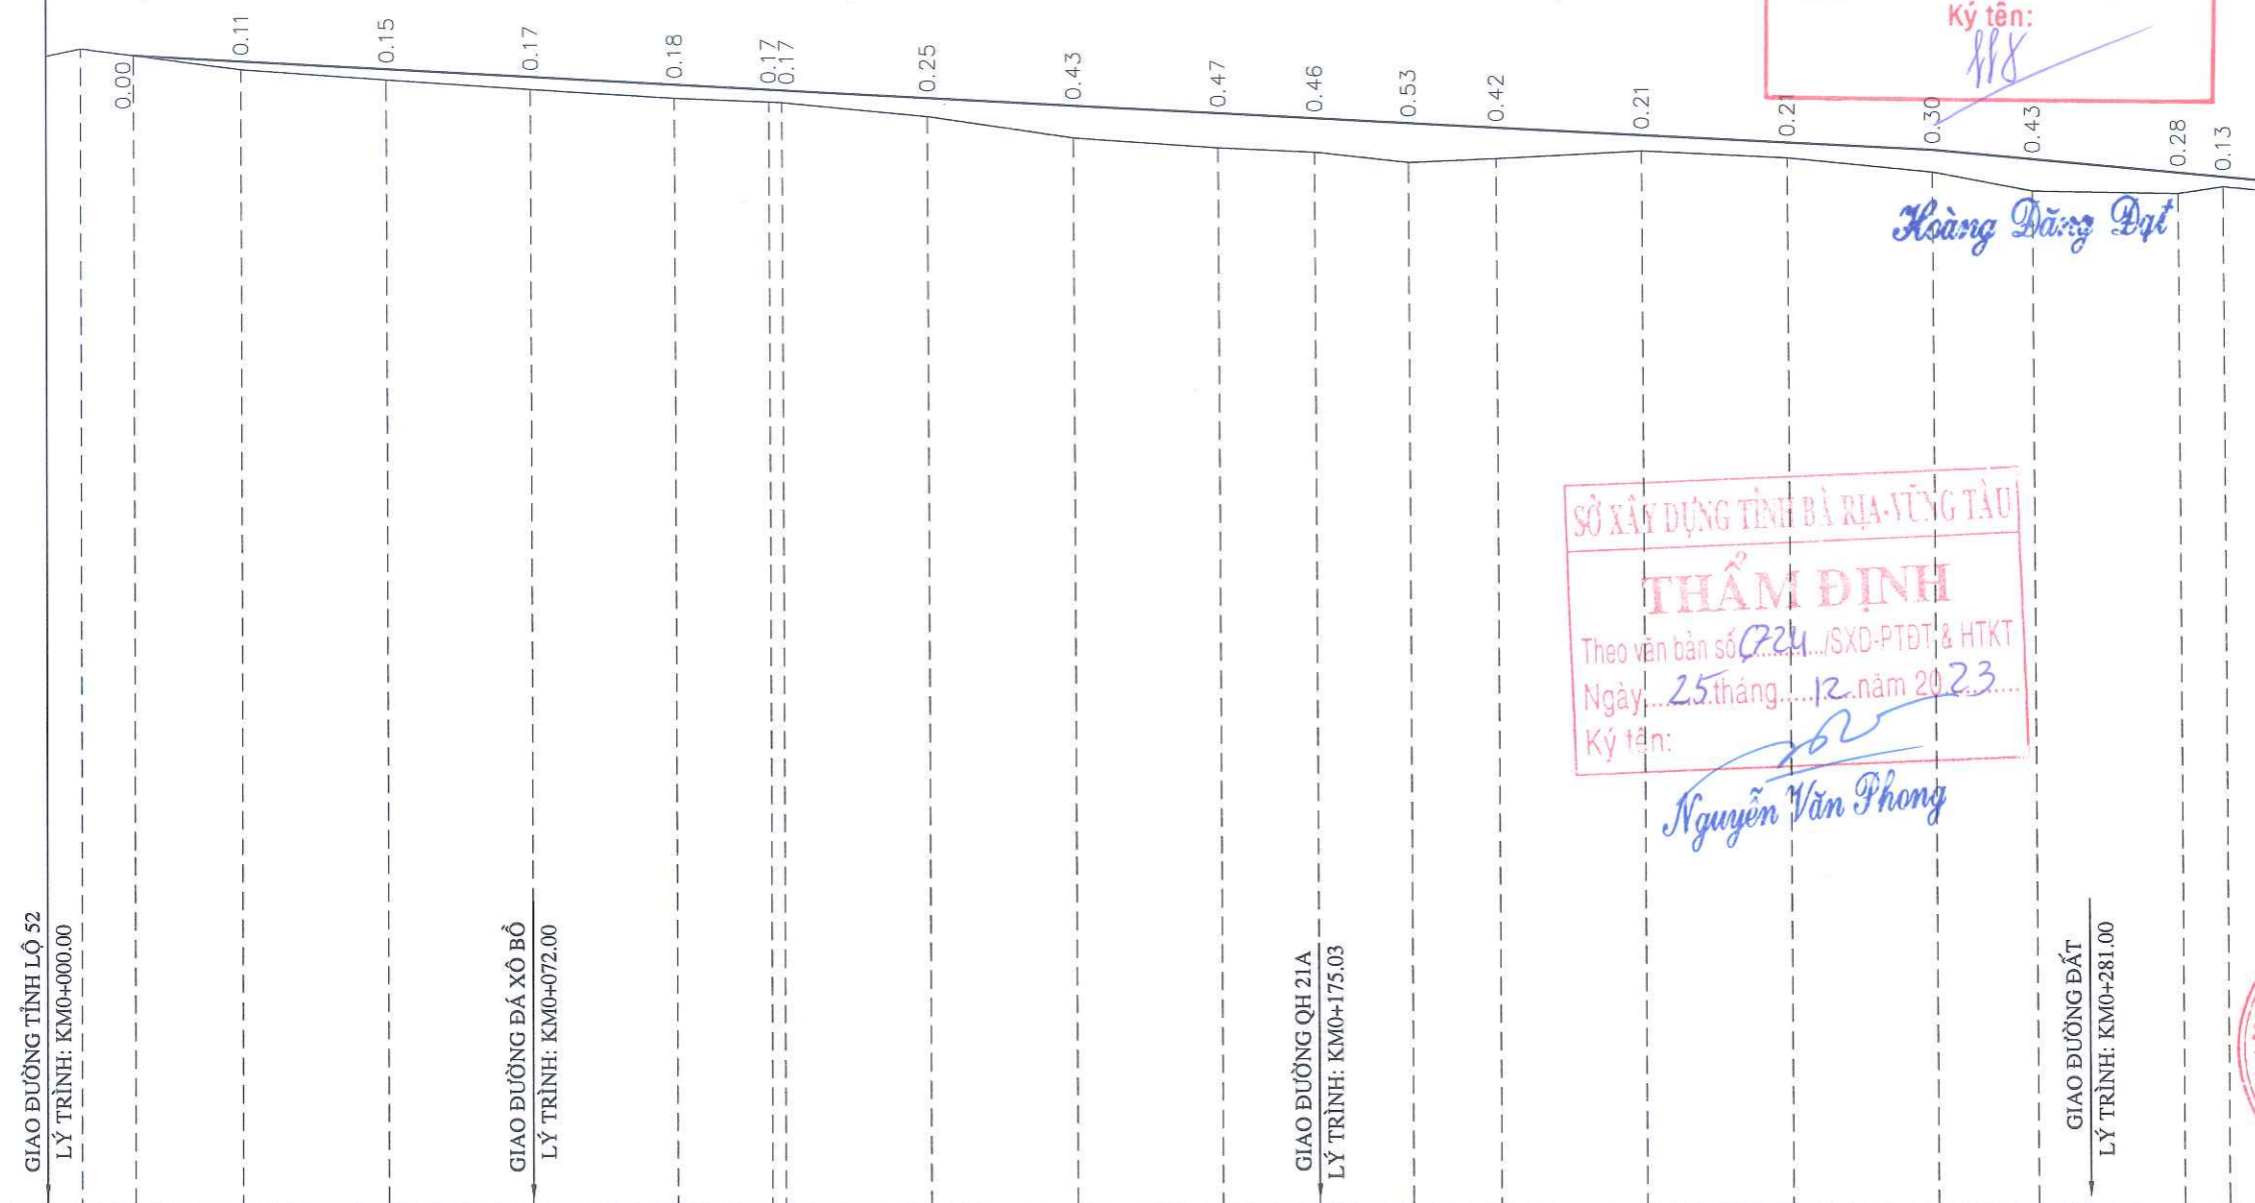 Ký tên:
0.00
0.11
0.15
0.17
0.18
0.17
0.17
0.25
0.43
0.47
0.46
0.53
0.42
0.21
0.21
0.30
0.43
0.28
0.13
Hoàng Đăng Đạt
SỞ XÂY DỰNG TỈNH BÀ RỊA-VŨNG TÀU
THẨM ĐỊNH
Theo văn bản số...../SXD-PTĐT & HTKT
Ngày...25.tháng.....12..năm 20.23.....
Ký tên:
Nguyễn Văn Phong
GIAO ĐƯỜNG TỈNH LỘ 52
LÝ TRÌNH: KM0+000.00
GIAO ĐƯỜNG ĐÁ XÔ BỒ
LÝ TRÌNH: KM0+072.00
GIAO ĐƯỜNG QH 21A
LÝ TRÌNH: KM0+175.03
GIAO ĐƯỜNG ĐẤT
LÝ TRÌNH: KM0+281.00